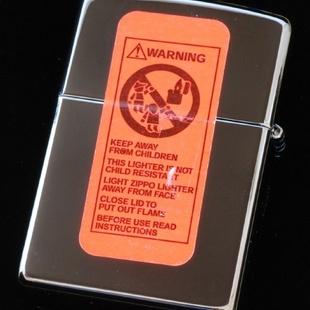 WARNING
KEEP AWAY
FROM CHILDREN
THIS LIGHTER IS NOT
CHILD RESISTANT
LIGHT ZIPPO LIGHTER
AWAY FROM FACE
CLOSE LID TO
PUT OUT FLAME
BEFORE USE READ
INSTRUCTIONS